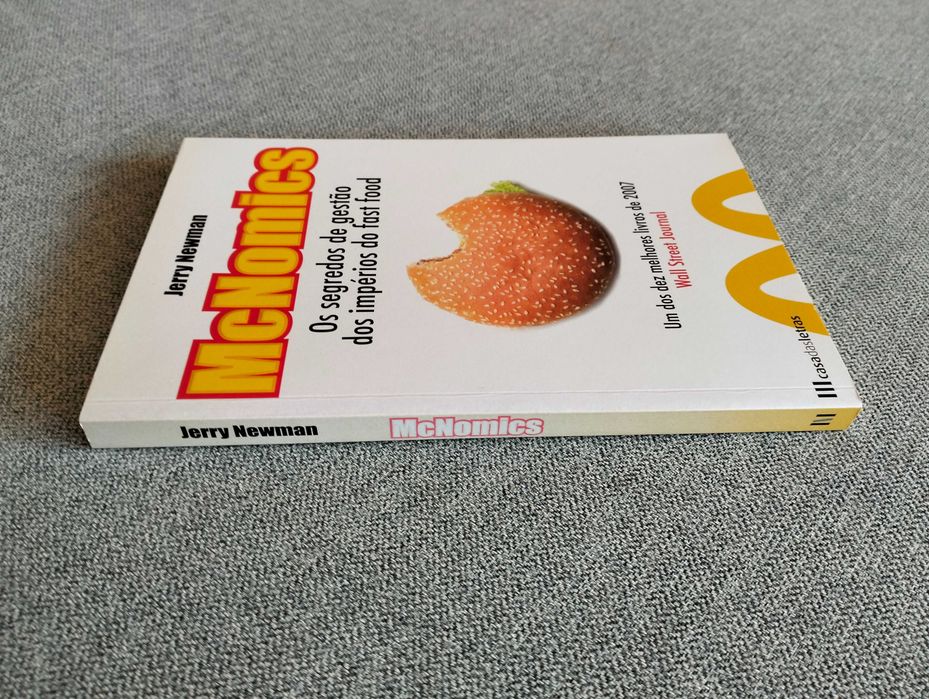 Jerry Newman
McNomics
Os segredos de gestão
dos impérios do fast food
Um dos dez melhores livros de 2007
Wall Street Journal
casadasletras
Jerry Newman
McNomics